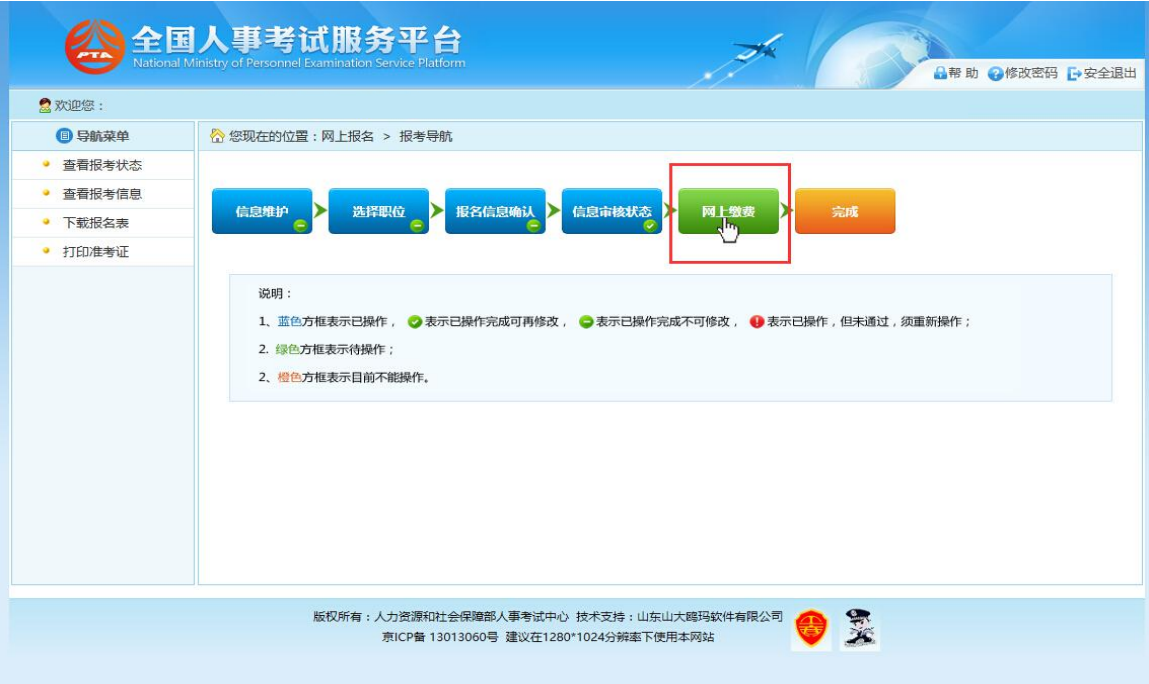 全国人事考试服务平台
PTA
National Ministry of Personnel Examination Service Platform
帮 助 修改密码 安全退出
欢迎您：
导航菜单
您现在的位置：网上报名 > 报考导航
查看报考状态
查看报考信息
下载报名表
打印准考证
信息维护 选择职位 报名信息确认 信息审核状态 网上缴费 完成
说明：
1、蓝色方框表示已操作， 表示已操作完成可再修改， 表示已操作完成不可修改， 表示已操作，但未通过，须重新操作；
2. 绿色方框表示待操作；
2、橙色方框表示目前不能操作。
版权所有：人力资源和社会保障部人事考试中心 技术支持：山东山大鸥玛软件有限公司
京ICP备 13013060号 建议在1280*1024分辨率下使用本网站